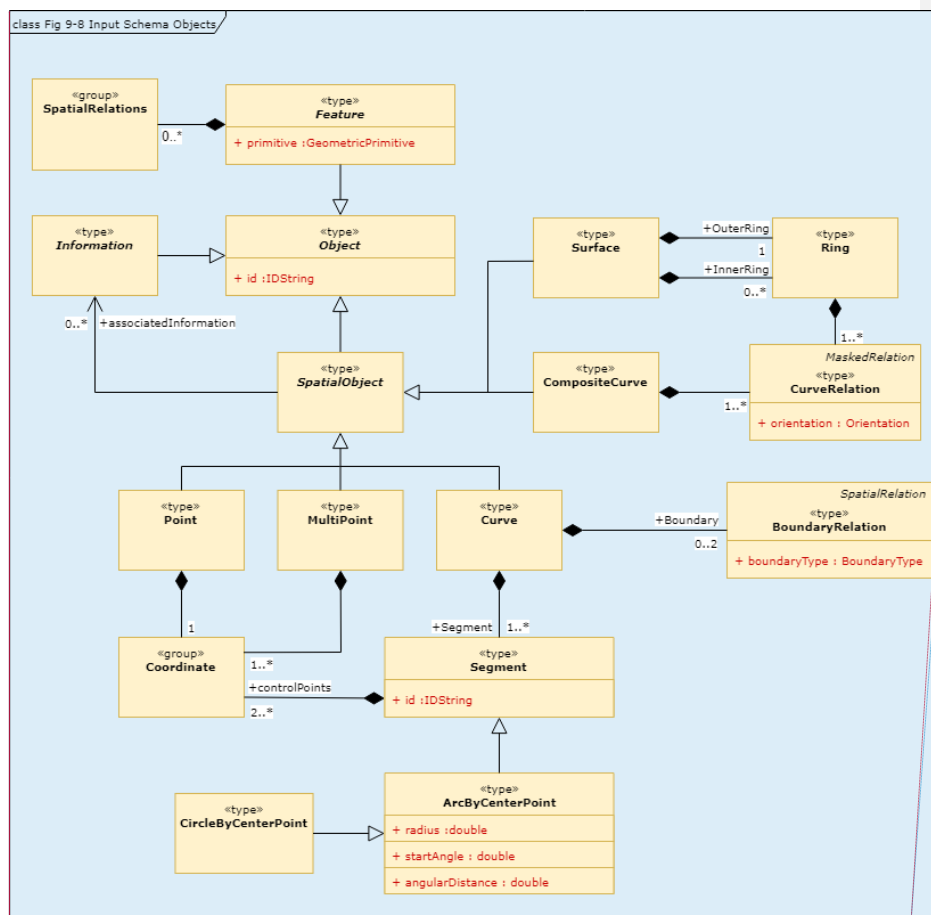 class Fig 9-8 Input Schema Objects
«group»
SpatialRelations
0..*
«type»
Feature
+ primitive :GeometricPrimitive
«type»
Information
«type»
Object
+ id :IDString
0..*
+associatedInformation
«type»
SpatialObject
«type»
Surface
+OuterRing
1
+InnerRing
0..*
«type»
Ring
1..*
«type»
CompositeCurve
1..*
MaskedRelation
«type»
CurveRelation
+ orientation : Orientation
«type»
Point
«type»
MultiPoint
«type»
Curve
+Boundary
0..2
SpatialRelation
«type»
BoundaryRelation
+ boundaryType : BoundaryType
1
«group»
Coordinate
1..*
+controlPoints
2..*
+Segment
1..*
«type»
Segment
+ id :IDString
«type»
CircleByCenterPoint
«type»
ArcByCenterPoint
+ radius :double
+ startAngle : double
+ angularDistance : double